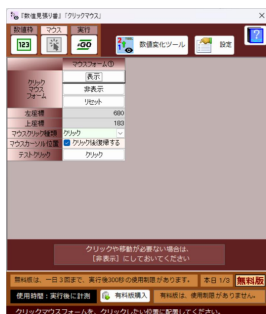 「数値見張り番」「クリックマウス」
数値枠 マウス 実行
123 GO 数値変化ツール 設定 ?
マウスフォーム①
クリックマウスフォーム
表示
非表示
リセット
左座標 680
上座標 183
マウスクリック種類 クリック
マウスカーソル位置 クリック後復帰する
テストクリック クリック
クリックや移動が必要ない場合は、
[非表示]にしておいてください
無料版は、一日3回まで、実行後300秒の使用制限があります。 本日 1/3 無料版
使用時間：実行後に計測 有料版購入 有料版は、使用制限がありません。
クリックマウスフォームを、クリックしたい位置に配置してください。